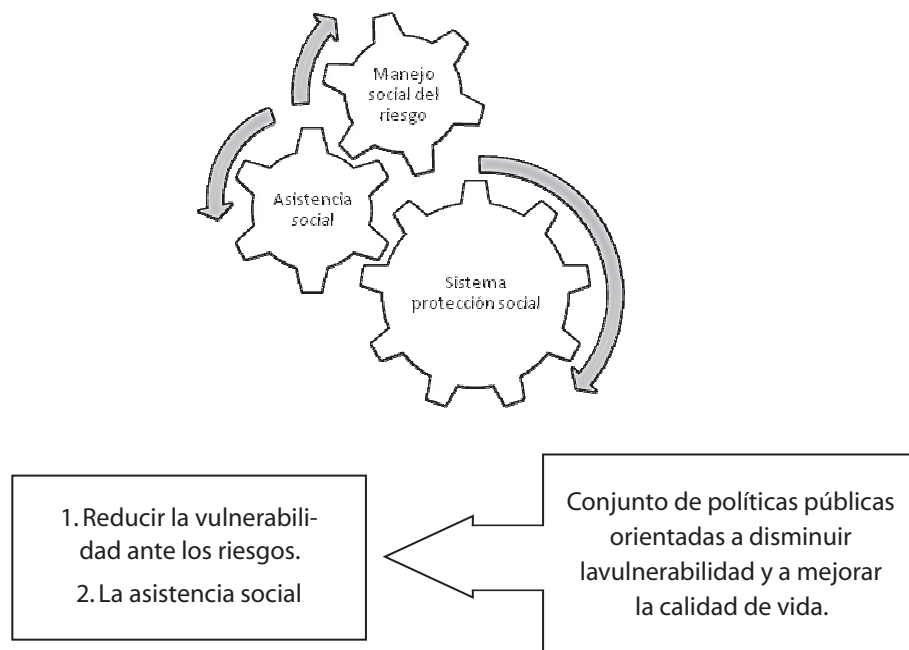 Manejo
social del
riesgo
Asistencia
social
Sistema
protección social
1. Reducir la vulnerabili-
dad ante los riesgos.
2. La asistencia social
Conjunto de políticas públicas
orientadas a disminuir
lavulnerabilidad y a mejorar
la calidad de vida.